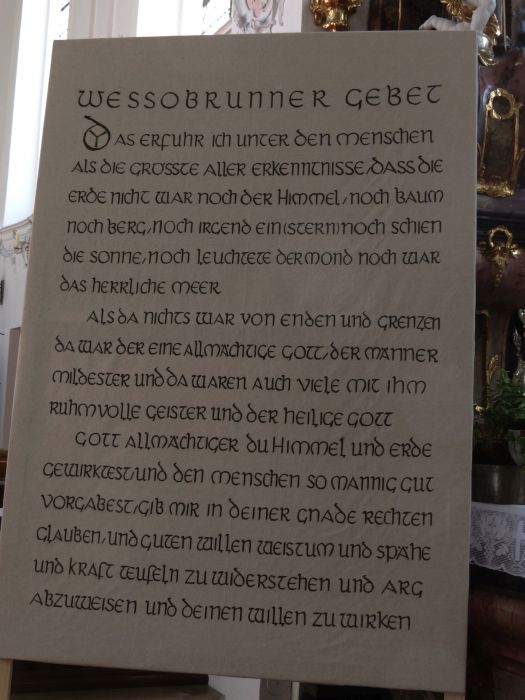 WESSOBRUNNER GEBET
DAS ERFUHR ICH UNTER DEN MENSCHEN
ALS DIE GRÖSSTE ALLER ERKENNTNISSE, DASS DIE
ERDE NICHT WAR NOCH DER HIMMEL, NOCH BAUM
NOCH BERG, NOCH IRGEND EIN (STERN) NOCH SCHIEN
DIE SONNE, NOCH LEUCHTETE DER MOND NOCH WAR
DAS HERRLICHE MEER
ALS DA NICHTS WAR VON ENDEN UND GRENZEN
DA WAR DER EINE ALLMÄCHTIGE GOTT, DER MÄNNER
MILDESTER UND DA WAREN AUCH VIELE MIT IHM
RUHMVOLLE GEISTER UND DER HEILIGE GOTT
GOTT ALLMÄCHTIGER DU HIMMEL UND ERDE
GEWIRKTEST, UND DEN MENSCHEN SO MANNIG GUT
VORGABEST, GIB MIR IN DEINER GNADE RECHTEN
GLAUBEN, UND GUTEN WILLEN WEISTUM UND SPÄHE
UND KRAFT TEUFELN ZU WIDERSTEHEN UND ARG
ABZUWEISEN UND DEINEN WILLEN ZU WIRKEN